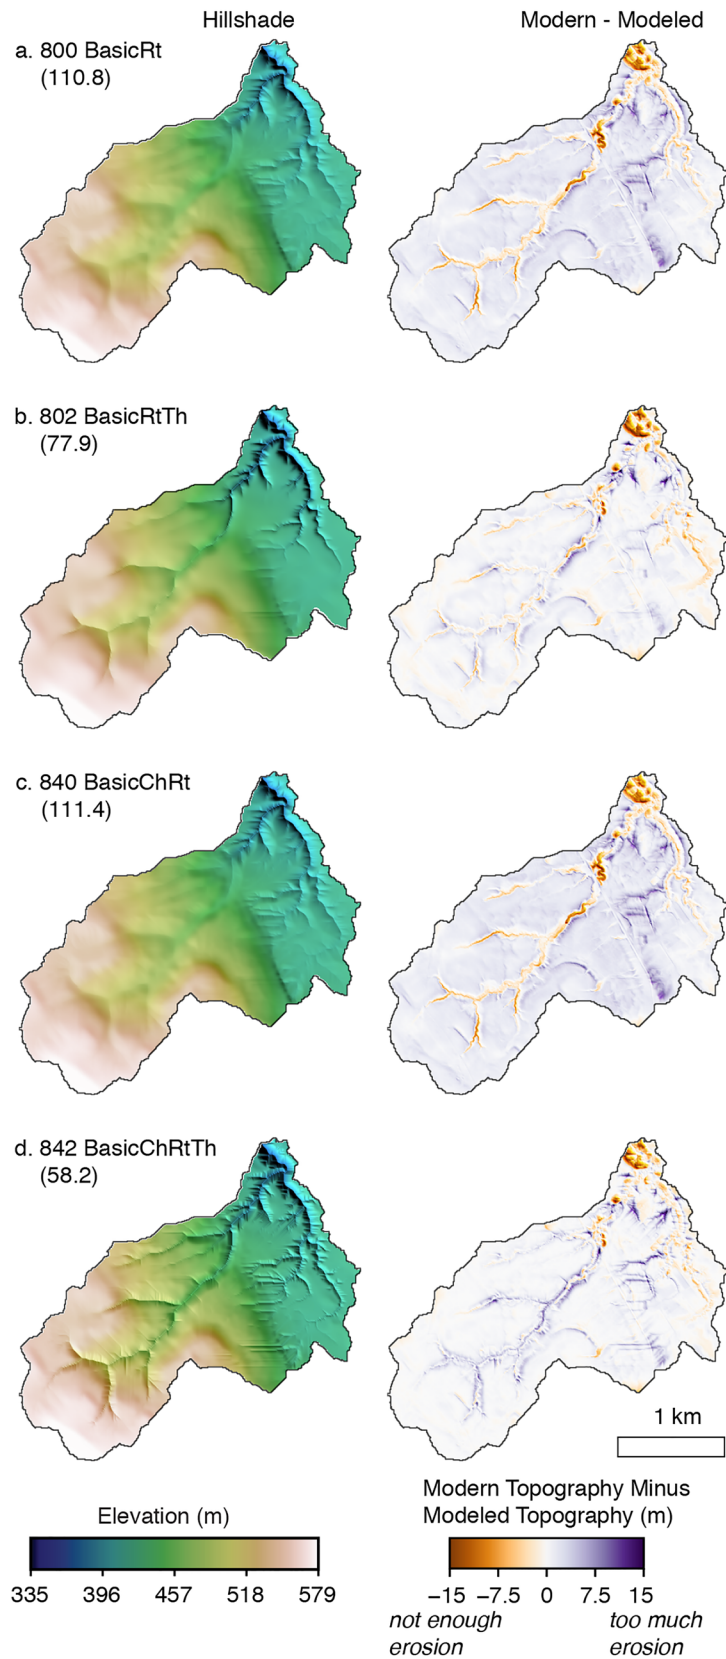 Hillshade
Modern - Modeled
a. 800 BasicRt
(110.8)
b. 802 BasicRtTh
(77.9)
c. 840 BasicChRt
(111.4)
d. 842 BasicChRtTh
(58.2)
1 km
Elevation (m)
335 396 457 518 579
Modern Topography Minus
Modeled Topography (m)
−15 −7.5 0 7.5 15
not enough
erosion
too much
erosion